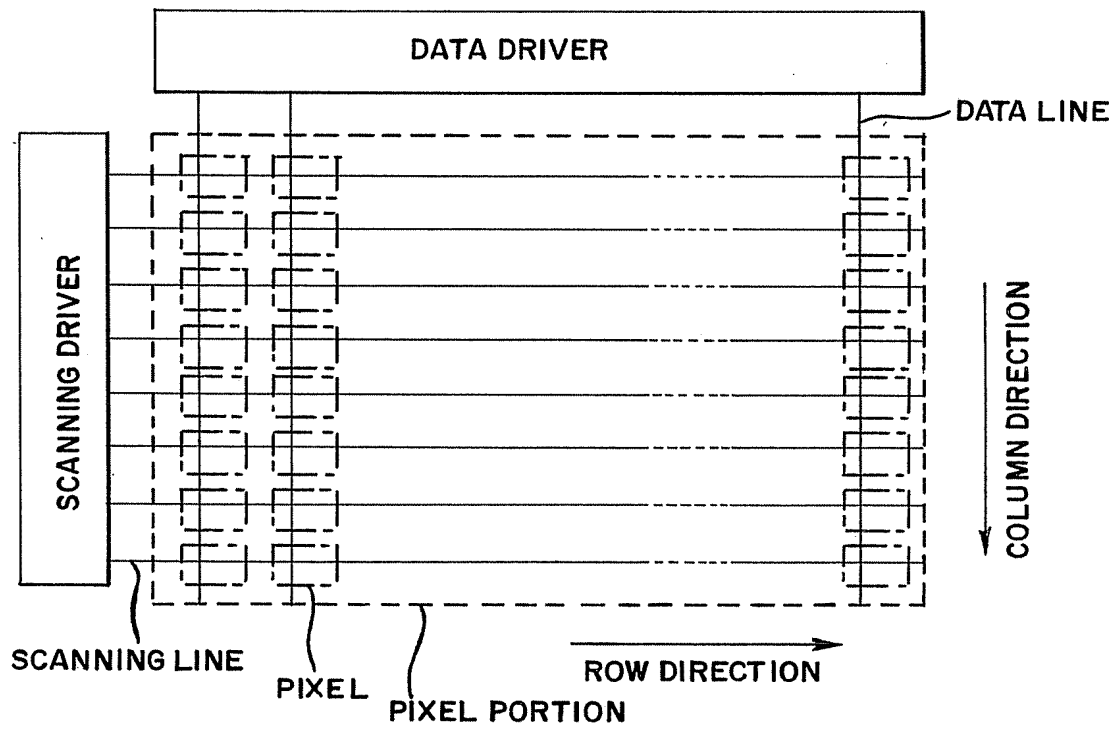 DATA DRIVER
DATA LINE
SCANNING DRIVER
COLUMN DIRECTION
SCANNING LINE
PIXEL
PIXEL PORTION
ROW DIRECTION